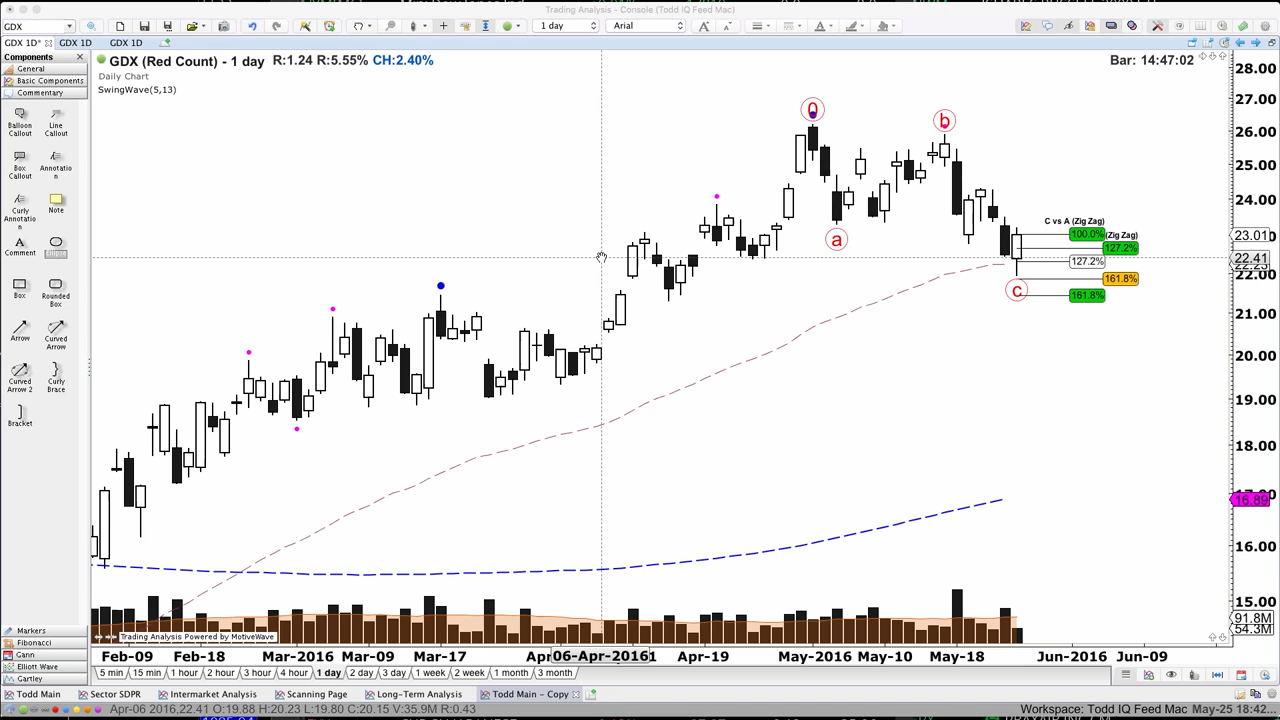 Trading Analysis - Console (Todd IQ Feed Mac)
GDX
1 day
Arial
GDX 1D*
GDX 1D
GDX 1D
Components
General
Basic Components
Commentary
Balloon Callout
Line Callout
Box Callout
Annotation
Curly Annotation
Note
Comment
Ellipse
Box
Rounded Box
Arrow
Curved Arrow
Curved Arrow 2
Curly Brace
Bracket
Markers
Fibonacci
Gann
Elliott Wave
Gartley
GDX (Red Count) - 1 day R:1.24 R:5.55% CH:2.40%
Bar: 14:47:02
Daily Chart
SwingWave(5,13)
0
b
a
c
C vs A (Zig Zag)
100.0% (Zig Zag)
127.2%
127.2%
161.8%
161.8%
28.00
27.00
26.00
25.00
24.00
23.01
22.41
21.00
20.00
19.00
18.00
16.89
16.00
15.00
91.8M
54.3M
Trading Analysis Powered by MotiveWave
Feb-09
Feb-18
Mar-2016
Mar-09
Mar-17
06-Apr-2016
Apr-19
May-2016
May-10
May-18
Jun-2016
Jun-09
5 min
15 min
1 hour
2 hour
3 hour
4 hour
1 day
2 day
3 day
1 week
2 week
1 month
3 month
Todd Main
Sector SDPR
Intermarket Analysis
Scanning Page
Long-Term Analysis
Todd Main - Copy
Apr-06 2016,22.41 O:19.88 H:20.23 L:19.80 C:20.15 V:35.9M R:0.43
Workspace: Todd Main
May-25 18:42